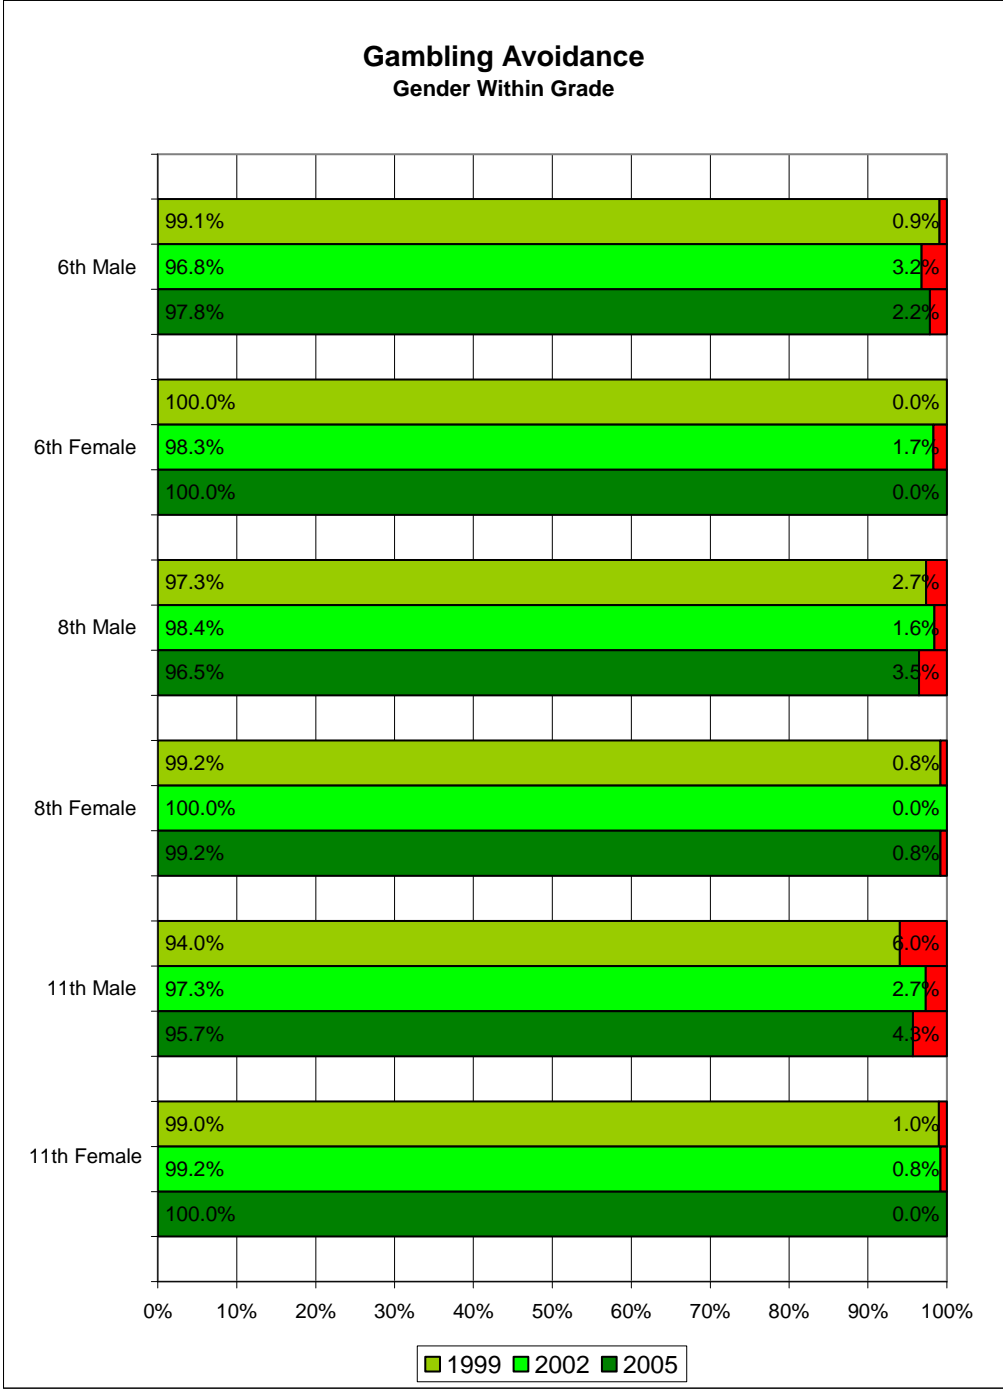 Gambling Avoidance
Gender Within Grade
99.1% 0.9%
6th Male 96.8% 3.2%
97.8% 2.2%
100.0% 0.0%
6th Female 98.3% 1.7%
100.0% 0.0%
97.3% 2.7%
8th Male 98.4% 1.6%
96.5% 3.5%
99.2% 0.8%
8th Female 100.0% 0.0%
99.2% 0.8%
94.0% 6.0%
11th Male 97.3% 2.7%
95.7% 4.3%
99.0% 1.0%
11th Female 99.2% 0.8%
100.0% 0.0%
0% 10% 20% 30% 40% 50% 60% 70% 80% 90% 100%
1999 2002 2005